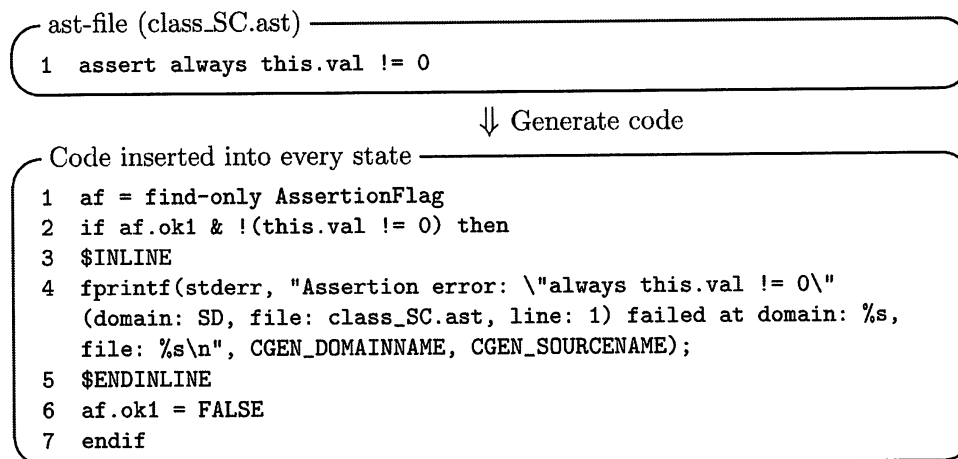 ast-file (class_SC.ast)
1 assert always this.val != 0
⇓ Generate code
Code inserted into every state
1 af = find-only AssertionFlag
2 if af.ok1 & !(this.val != 0) then
3 $INLINE
4 fprintf(stderr, "Assertion error: \"always this.val != 0\"
(domain: SD, file: class_SC.ast, line: 1) failed at domain: %s,
file: %s\n", CGEN_DOMAINNAME, CGEN_SOURCENAME);
5 $ENDINLINE
6 af.ok1 = FALSE
7 endif